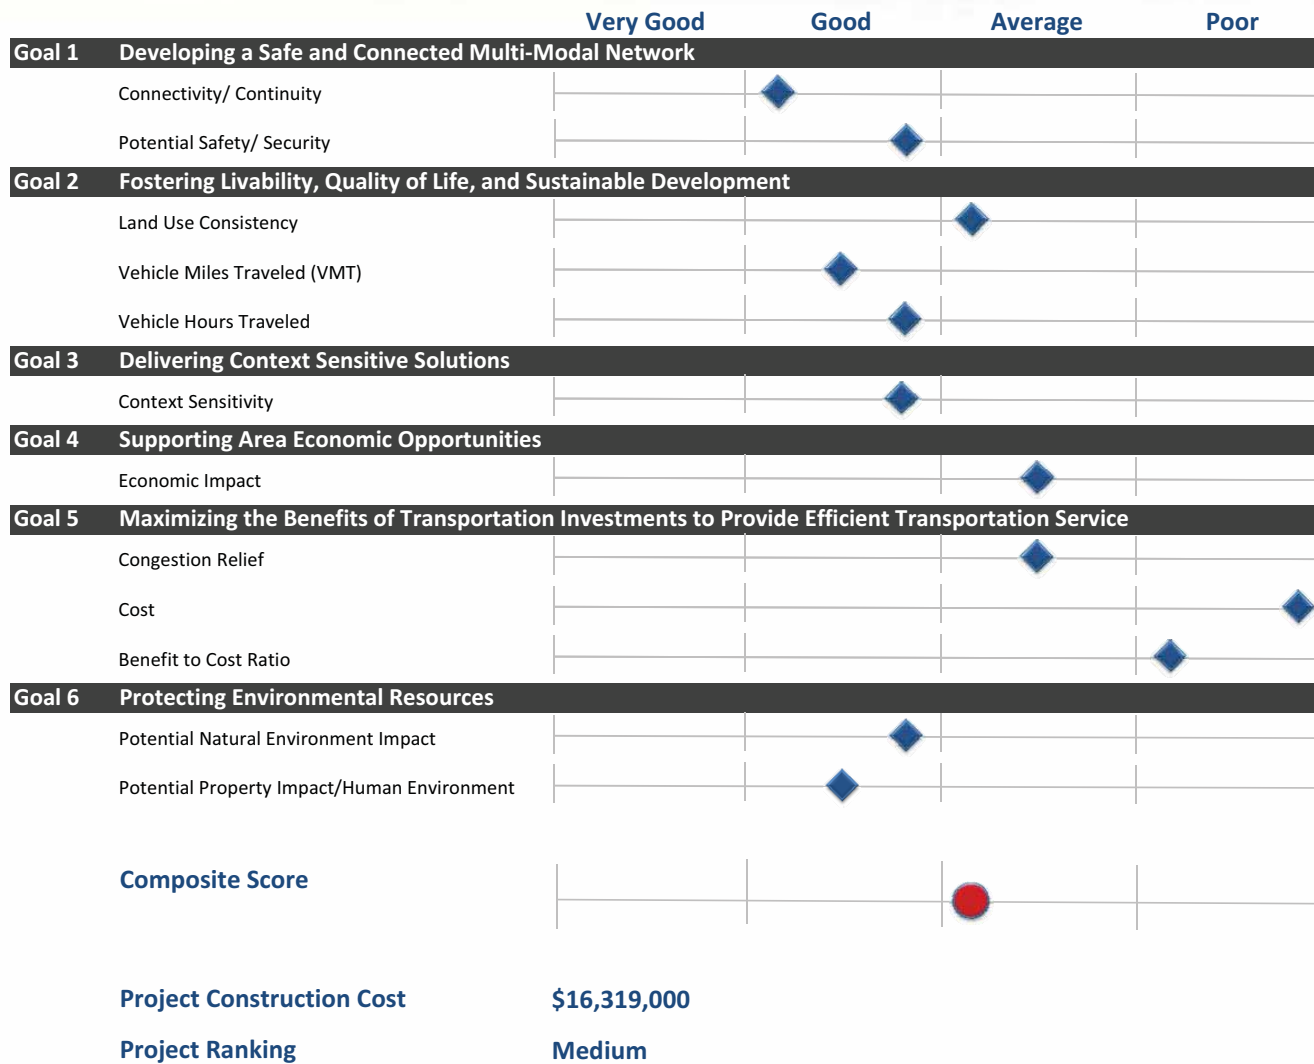 Very Good Good Average Poor
Goal 1 Developing a Safe and Connected Multi-Modal Network
Connectivity/ Continuity
Potential Safety/ Security
Goal 2 Fostering Livability, Quality of Life, and Sustainable Development
Land Use Consistency
Vehicle Miles Traveled (VMT)
Vehicle Hours Traveled
Goal 3 Delivering Context Sensitive Solutions
Context Sensitivity
Goal 4 Supporting Area Economic Opportunities
Economic Impact
Goal 5 Maximizing the Benefits of Transportation Investments to Provide Efficient Transportation Service
Congestion Relief
Cost
Benefit to Cost Ratio
Goal 6 Protecting Environmental Resources
Potential Natural Environment Impact
Potential Property Impact/Human Environment
Composite Score
Project Construction Cost $16,319,000
Project Ranking Medium